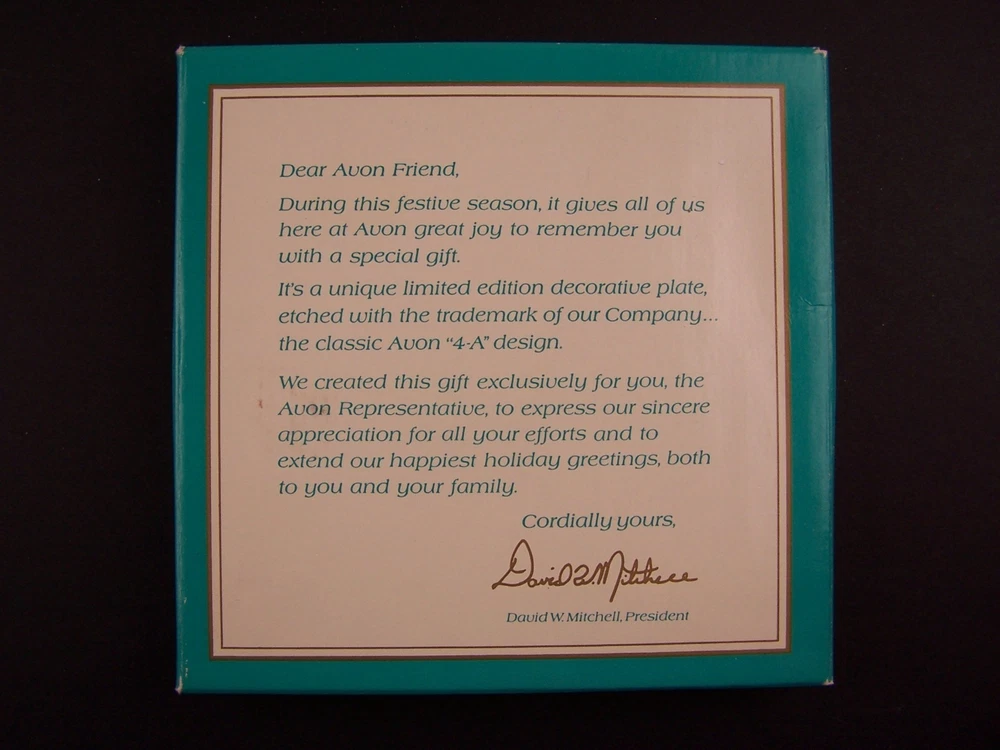 Dear Avon Friend,
During this festive season, it gives all of us
here at Avon great joy to remember you
with a special gift.
It's a unique limited edition decorative plate,
etched with the trademark of our Company...
the classic Avon "4-A" design.
We created this gift exclusively for you, the
Avon Representative, to express our sincere
appreciation for all your efforts and to
extend our happiest holiday greetings, both
to you and your family.
Cordially yours,
David W. Mitchell
David W. Mitchell, President